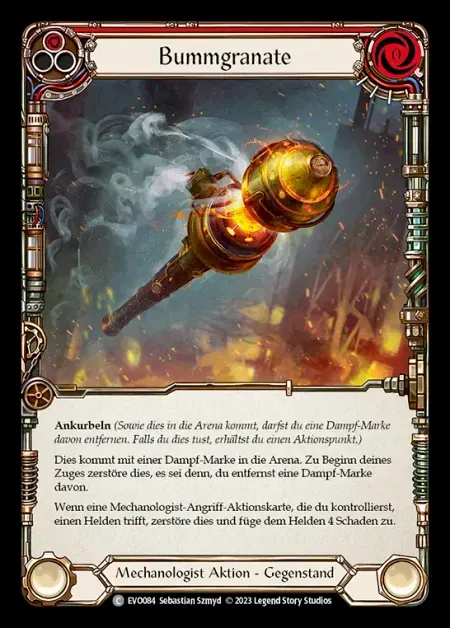 Bummgranate
0
Ankurbeln (Sowie dies in die Arena kommt, darfst du eine Dampf-Marke
davon entfernen. Falls du dies tust, erhältst du einen Aktionspunkt.)
Dies kommt mit einer Dampf-Marke in die Arena. Zu Beginn deines
Zuges zerstöre dies, es sei denn, du entfernst eine Dampf-Marke
davon.
Wenn eine Mechanologist-Angriff-Aktionskarte, die du kontrollierst,
einen Helden trifft, zerstöre dies und füge dem Helden 4 Schaden zu.
Mechanologist Aktion - Gegenstand
C EVO084 Sebastian Szmyd © 2023 Legend Story Studios